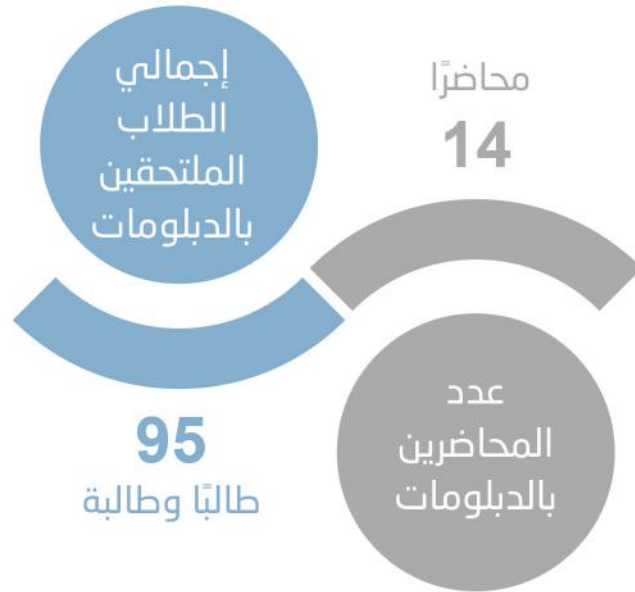 إجمالي
الطلاب
الملتحقين
بالدبلومات
95
طالبًا وطالبة
محاضرًا
14
عدد
المحاضرين
بالدبلومات